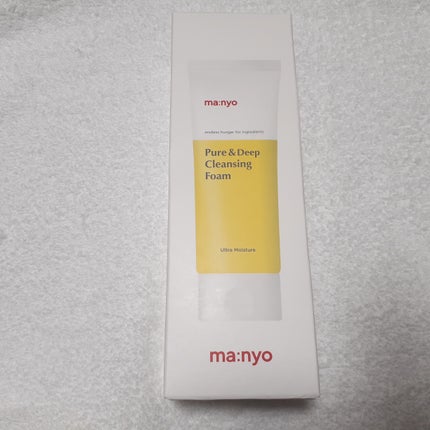 ma:nyo
endless hunger for ingredients
Pure & Deep
Cleansing
Foam
Ultra Moisture
ma:nyo